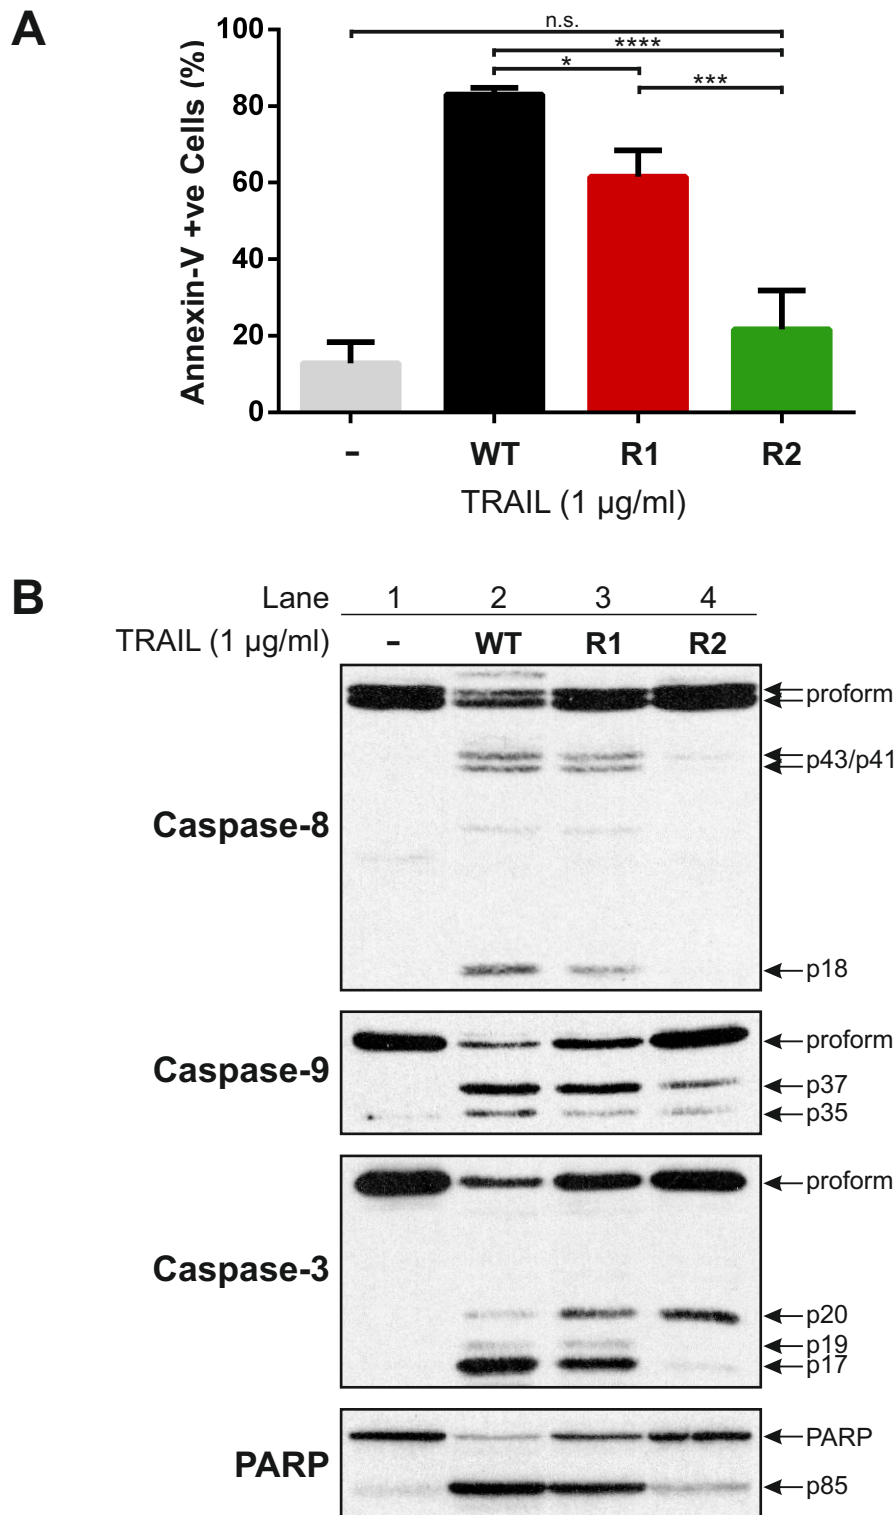 A
Annexin-V +ve Cells (%)
100
80
60
40
20
0
n.s.
****
*
***
- WT R1 R2
TRAIL (1 µg/ml)
B
Lane 1 2 3 4
TRAIL (1 µg/ml) - WT R1 R2
Caspase-8
proform
p43/p41
p18
Caspase-9
proform
p37
p35
Caspase-3
proform
p20
p19
p17
PARP
PARP
p85